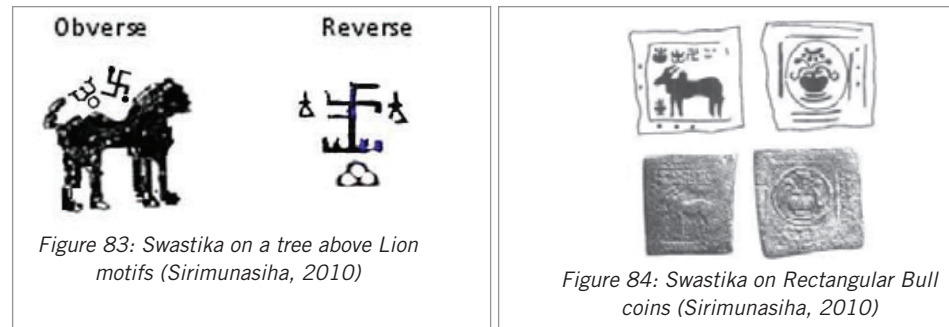 Obverse Reverse
Figure 83: Swastika on a tree above Lion
motifs (Sirimunasiha, 2010)
Figure 84: Swastika on Rectangular Bull
coins (Sirimunasiha, 2010)